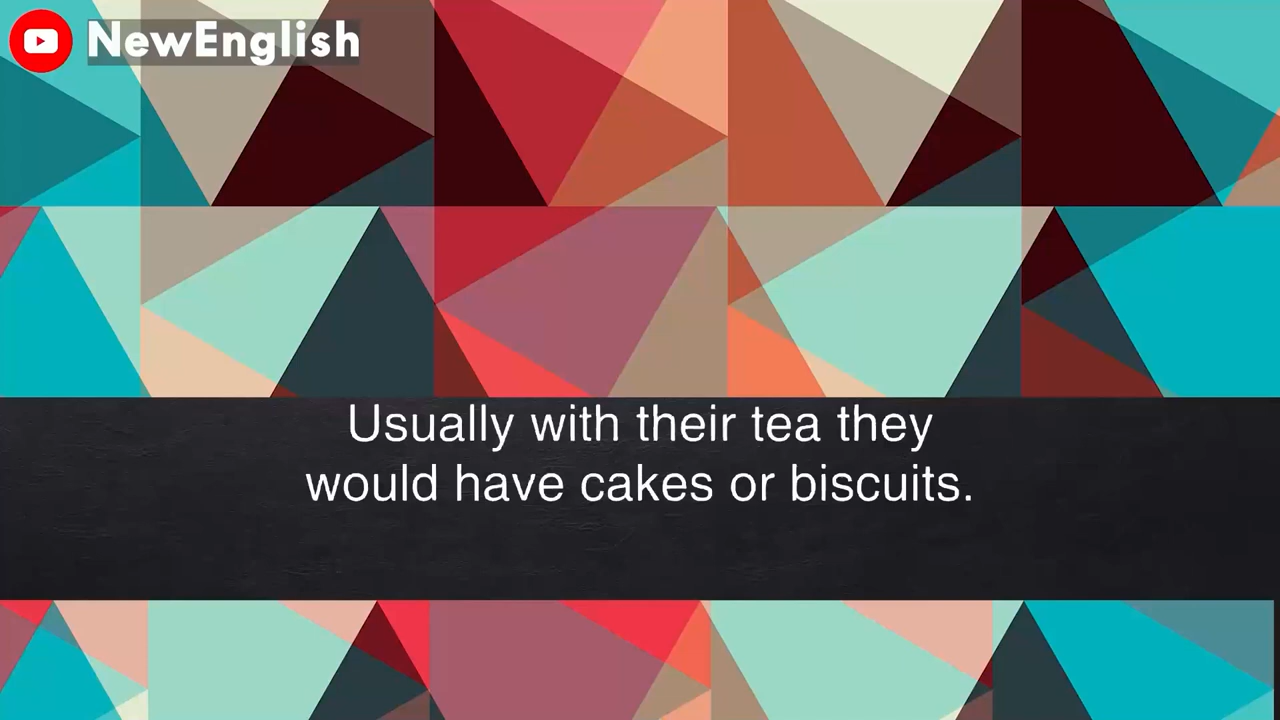 NewEnglish
Usually with their tea they
would have cakes or biscuits.